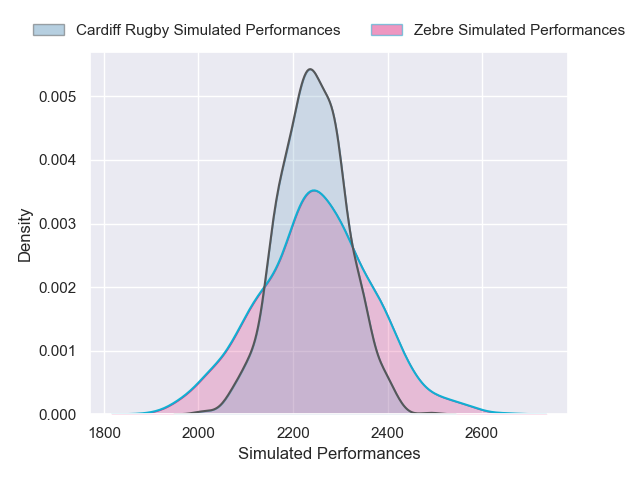 Cardiff Rugby Simulated Performances Zebre Simulated Performances
0.005
0.004
0.003
0.002
0.001
0.000
Density
1800 2000 2200 2400 2600
Simulated Performances